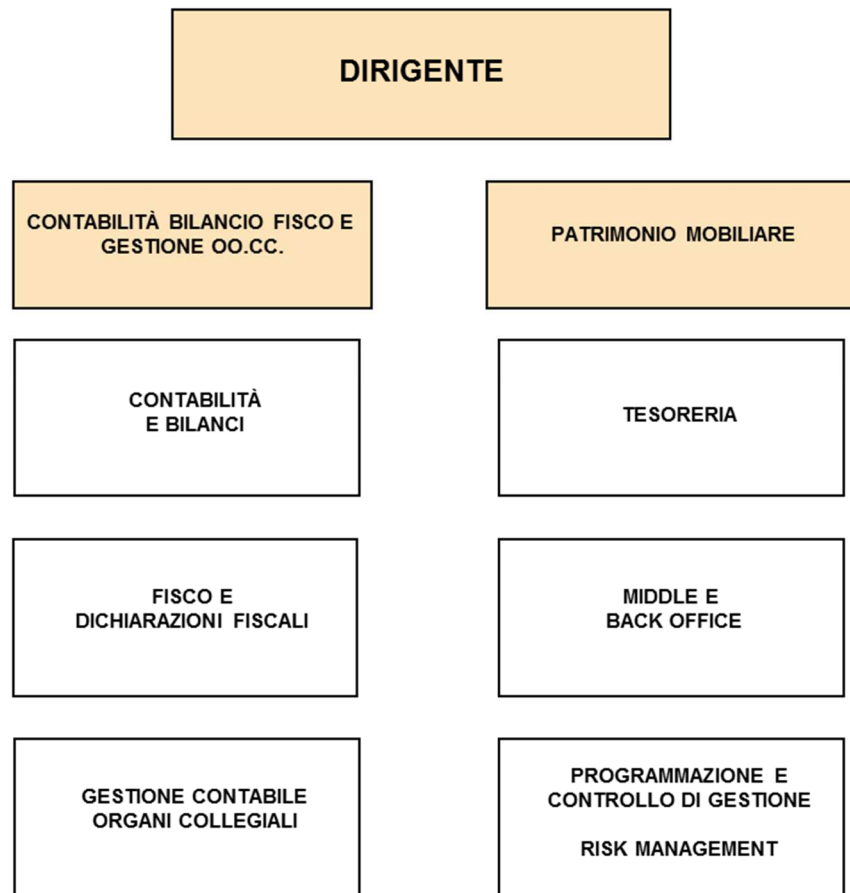 DIRIGENTE
CONTABILITÀ BILANCIO FISCO E
GESTIONE OO.CC.
PATRIMONIO MOBILIARE
CONTABILITÀ
E BILANCI
TESORERIA
FISCO E
DICHIARAZIONI FISCALI
MIDDLE E
BACK OFFICE
GESTIONE CONTABILE
ORGANI COLLEGIALI
PROGRAMMAZIONE E
CONTROLLO DI GESTIONE
RISK MANAGEMENT